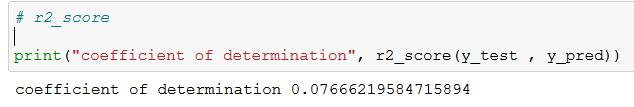 # r2_score
print("coefficient of determination", r2_score(y_test , y_pred))
coefficient of determination 0.07666219584715894